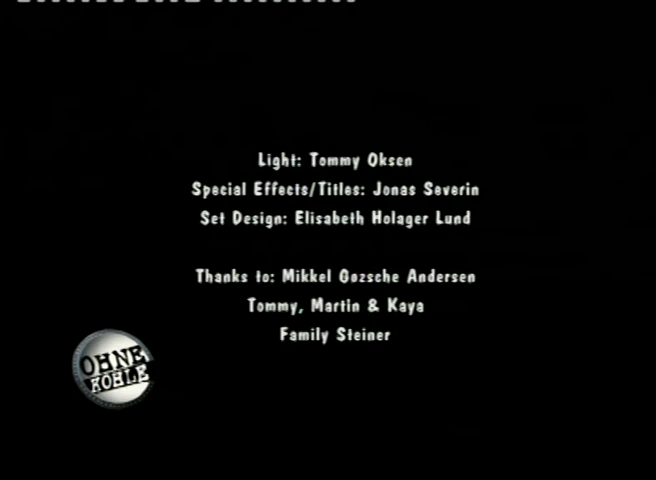 Light: Tommy Oksen
Special Effects/Titles: Jonas Severin
Set Design: Elisabeth Holager Lund
Thanks to: Mikkel Gøzsche Andersen
Tommy, Martin & Kaya
Family Steiner
OHNE
KOHLE